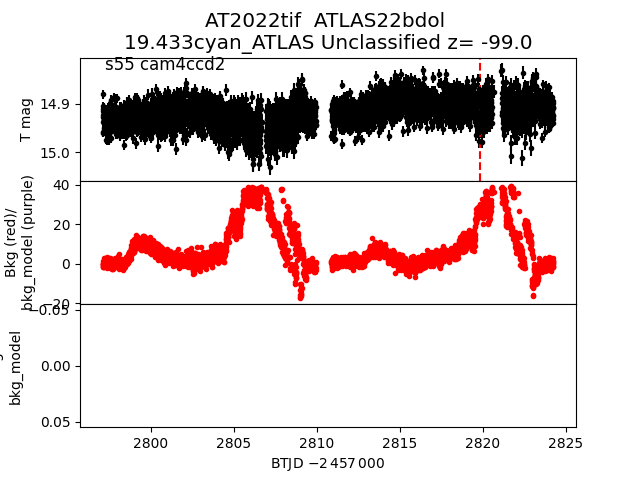 AT2022tif ATLAS22bdol
19.433cyan_ATLAS Unclassified z= -99.0
s55 cam4ccd2
T mag
14.9
15.0
Bkg (red)/
bkg_model (purple)
40
20
0
−20
bkg_model
−0.05
0.00
0.05
2800
2805
2810
2815
2820
2825
BTJD −2 457 000